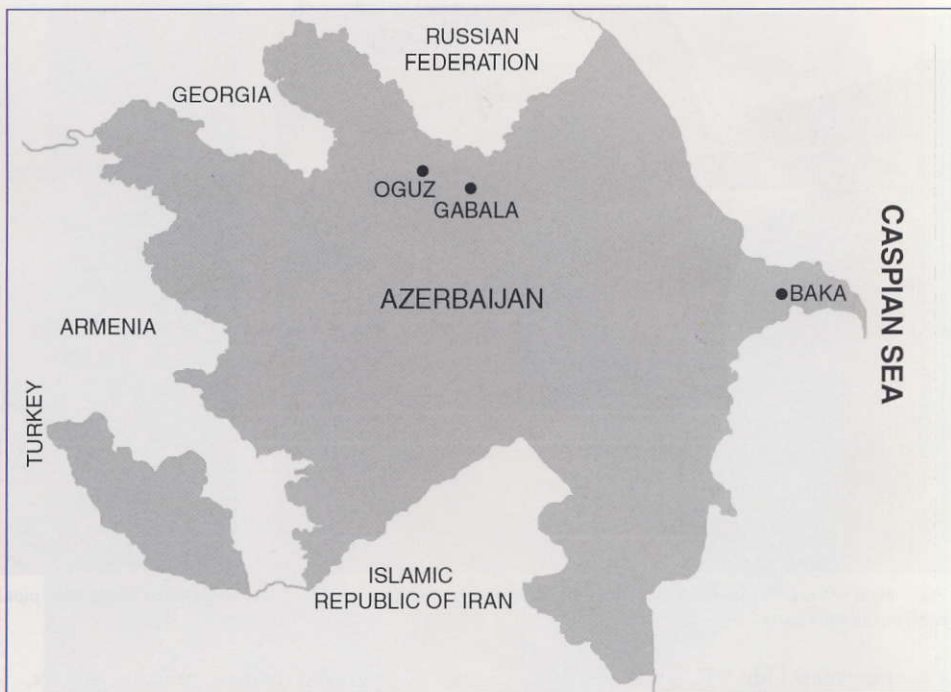 RUSSIAN
FEDERATION
GEORGIA
OGUZ
GABALA
CASPIAN SEA
AZERBAIJAN
BAKA
ARMENIA
TURKEY
ISLAMIC
REPUBLIC OF IRAN